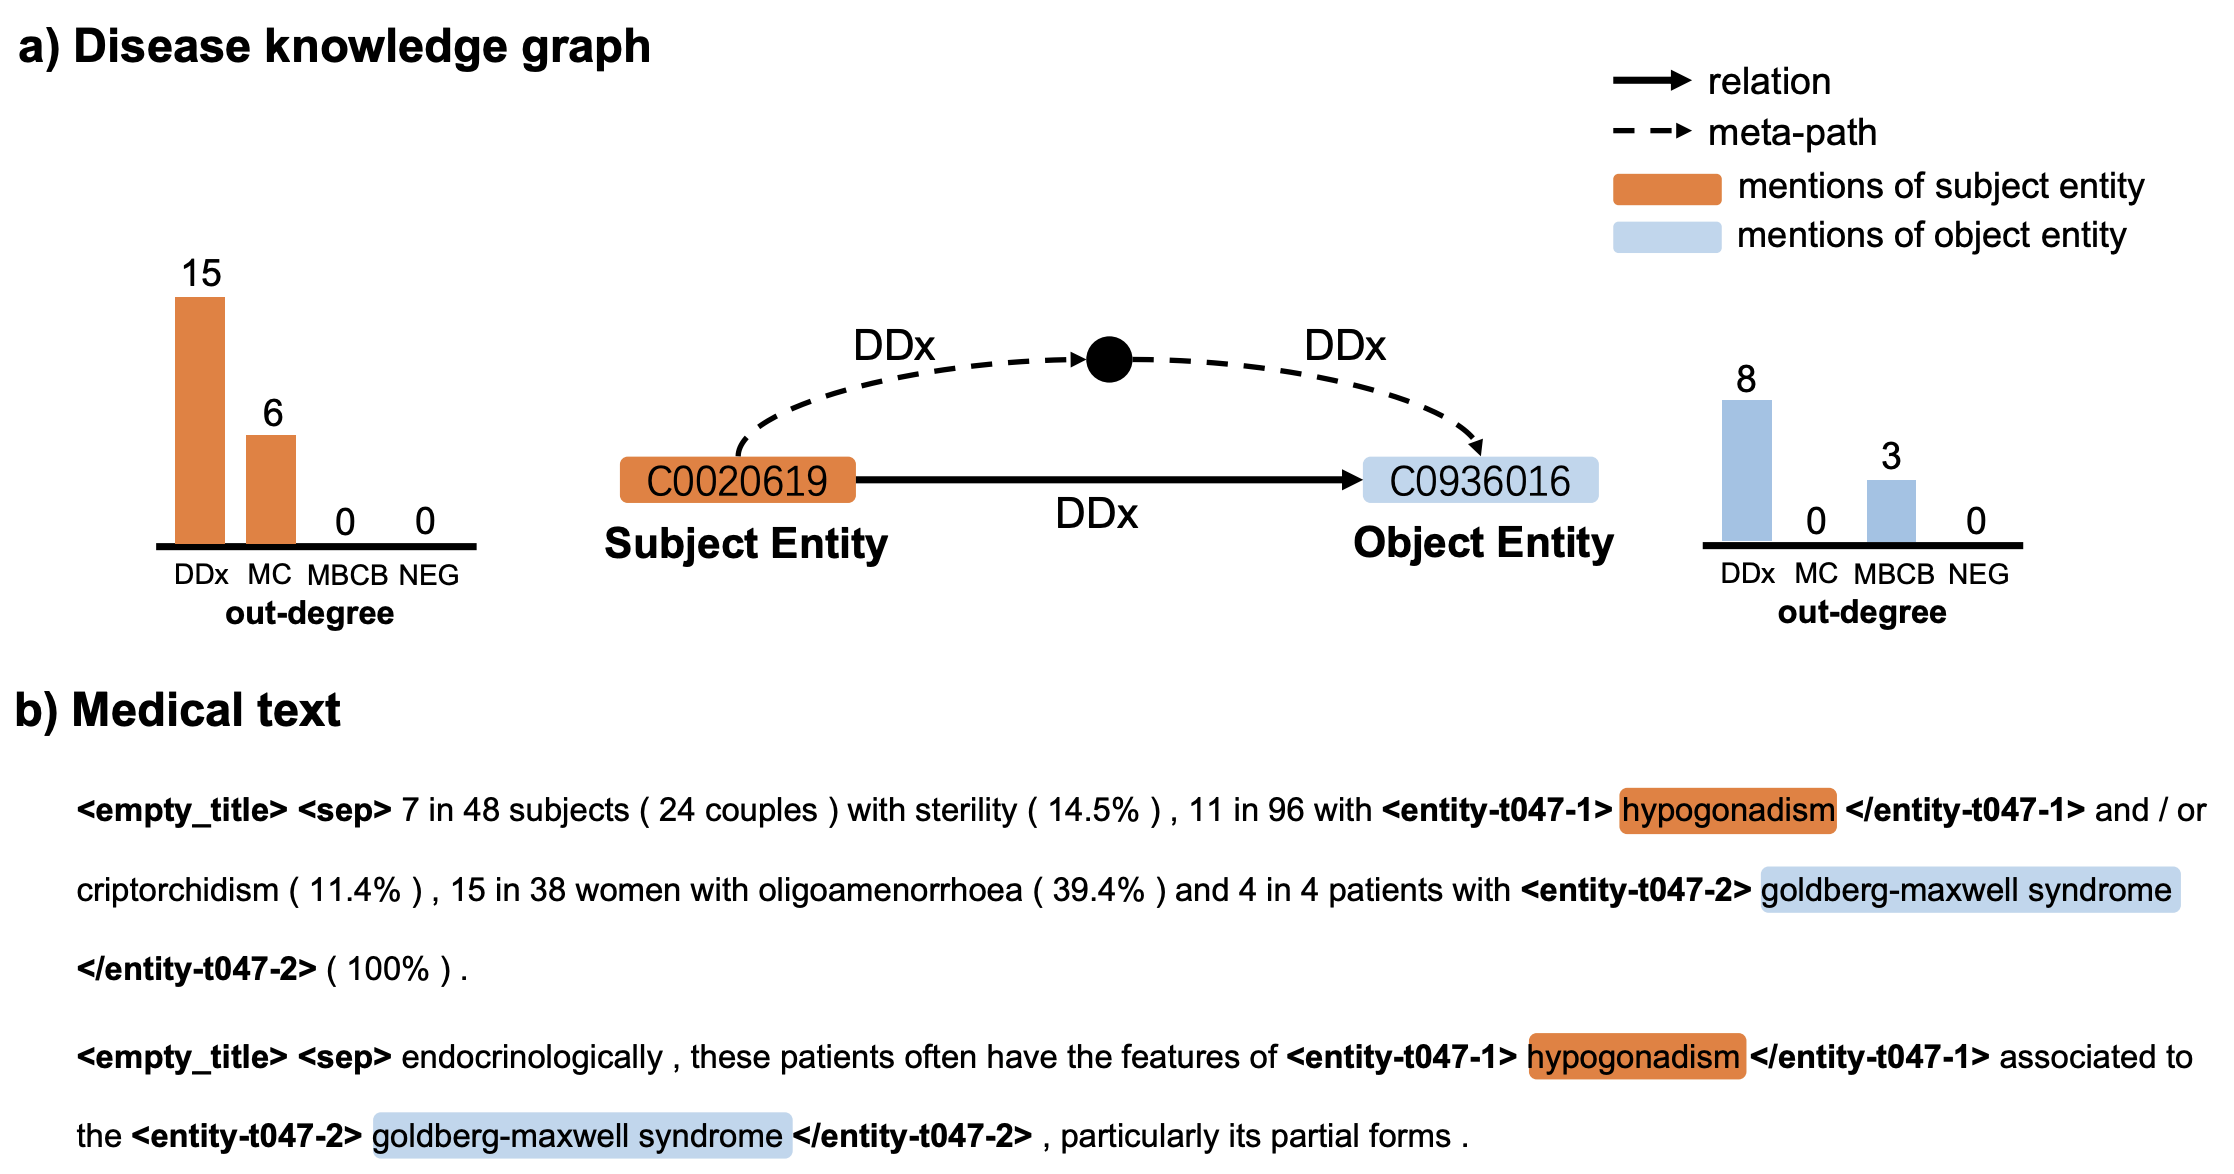 a) Disease knowledge graph
relation
meta-path
mentions of subject entity
mentions of object entity
15
6
0
0
DDx MC MBCB NEG
out-degree
DDx
DDx
C0020619
C0936016
DDx
Subject Entity
Object Entity
8
0
3
0
DDx MC MBCB NEG
out-degree
b) Medical text
<empty_title> <sep> 7 in 48 subjects ( 24 couples ) with sterility ( 14.5% ) , 11 in 96 with <entity-t047-1> hypogonadism </entity-t047-1> and / or
criptorchidism ( 11.4% ) , 15 in 38 women with oligoamenorrhoea ( 39.4% ) and 4 in 4 patients with <entity-t047-2> goldberg-maxwell syndrome
</entity-t047-2> ( 100% ) .
<empty_title> <sep> endocrinologically , these patients often have the features of <entity-t047-1> hypogonadism </entity-t047-1> associated to
the <entity-t047-2> goldberg-maxwell syndrome </entity-t047-2> , particularly its partial forms .